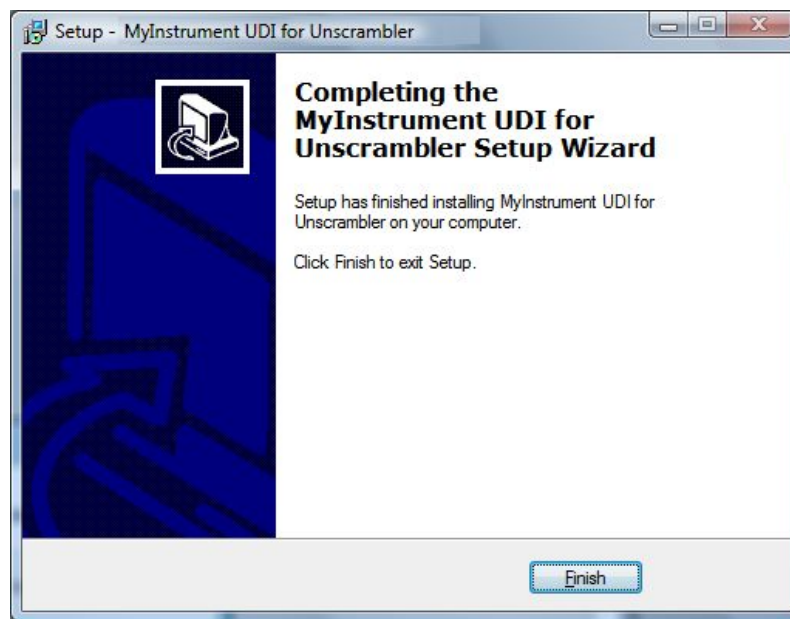 Setup - MyInstrument UDI for Unscrambler
Completing the
MyInstrument UDI for
Unscrambler Setup Wizard
Setup has finished installing MyInstrument UDI for
Unscrambler on your computer.
Click Finish to exit Setup.
Finish